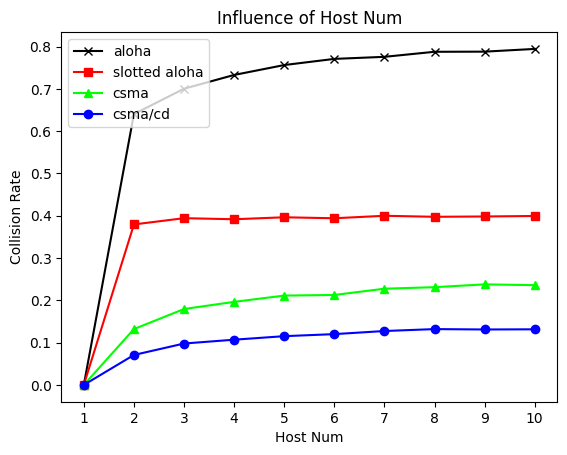 Influence of Host Num
aloha
slotted aloha
csma
csma/cd
Collision Rate
0.8
0.7
0.6
0.5
0.4
0.3
0.2
0.1
0.0
1 2 3 4 5 6 7 8 9 10
Host Num